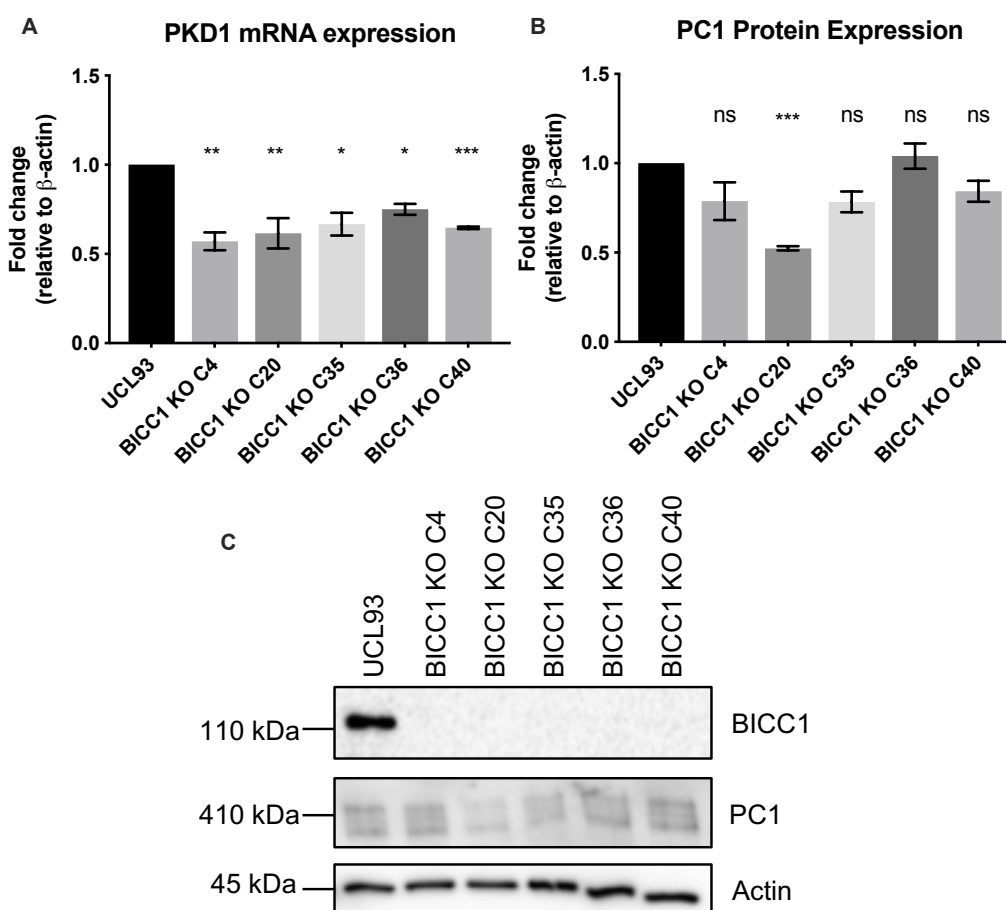 A
PKD1 mRNA expression
Fold change
(relative to β-actin)
1.5
1.0
0.5
0.0
** ** * * ***
UCL93
BICC1 KO C4
BICC1 KO C20
BICC1 KO C35
BICC1 KO C36
BICC1 KO C40
B
PC1 Protein Expression
Fold change
(relative to β-actin)
1.5
1.0
0.5
0.0
ns *** ns ns ns
UCL93
BICC1 KO C4
BICC1 KO C20
BICC1 KO C35
BICC1 KO C36
BICC1 KO C40
C
UCL93
BICC1 KO C4
BICC1 KO C20
BICC1 KO C35
BICC1 KO C36
BICC1 KO C40
110 kDa BICC1
410 kDa PC1
45 kDa Actin